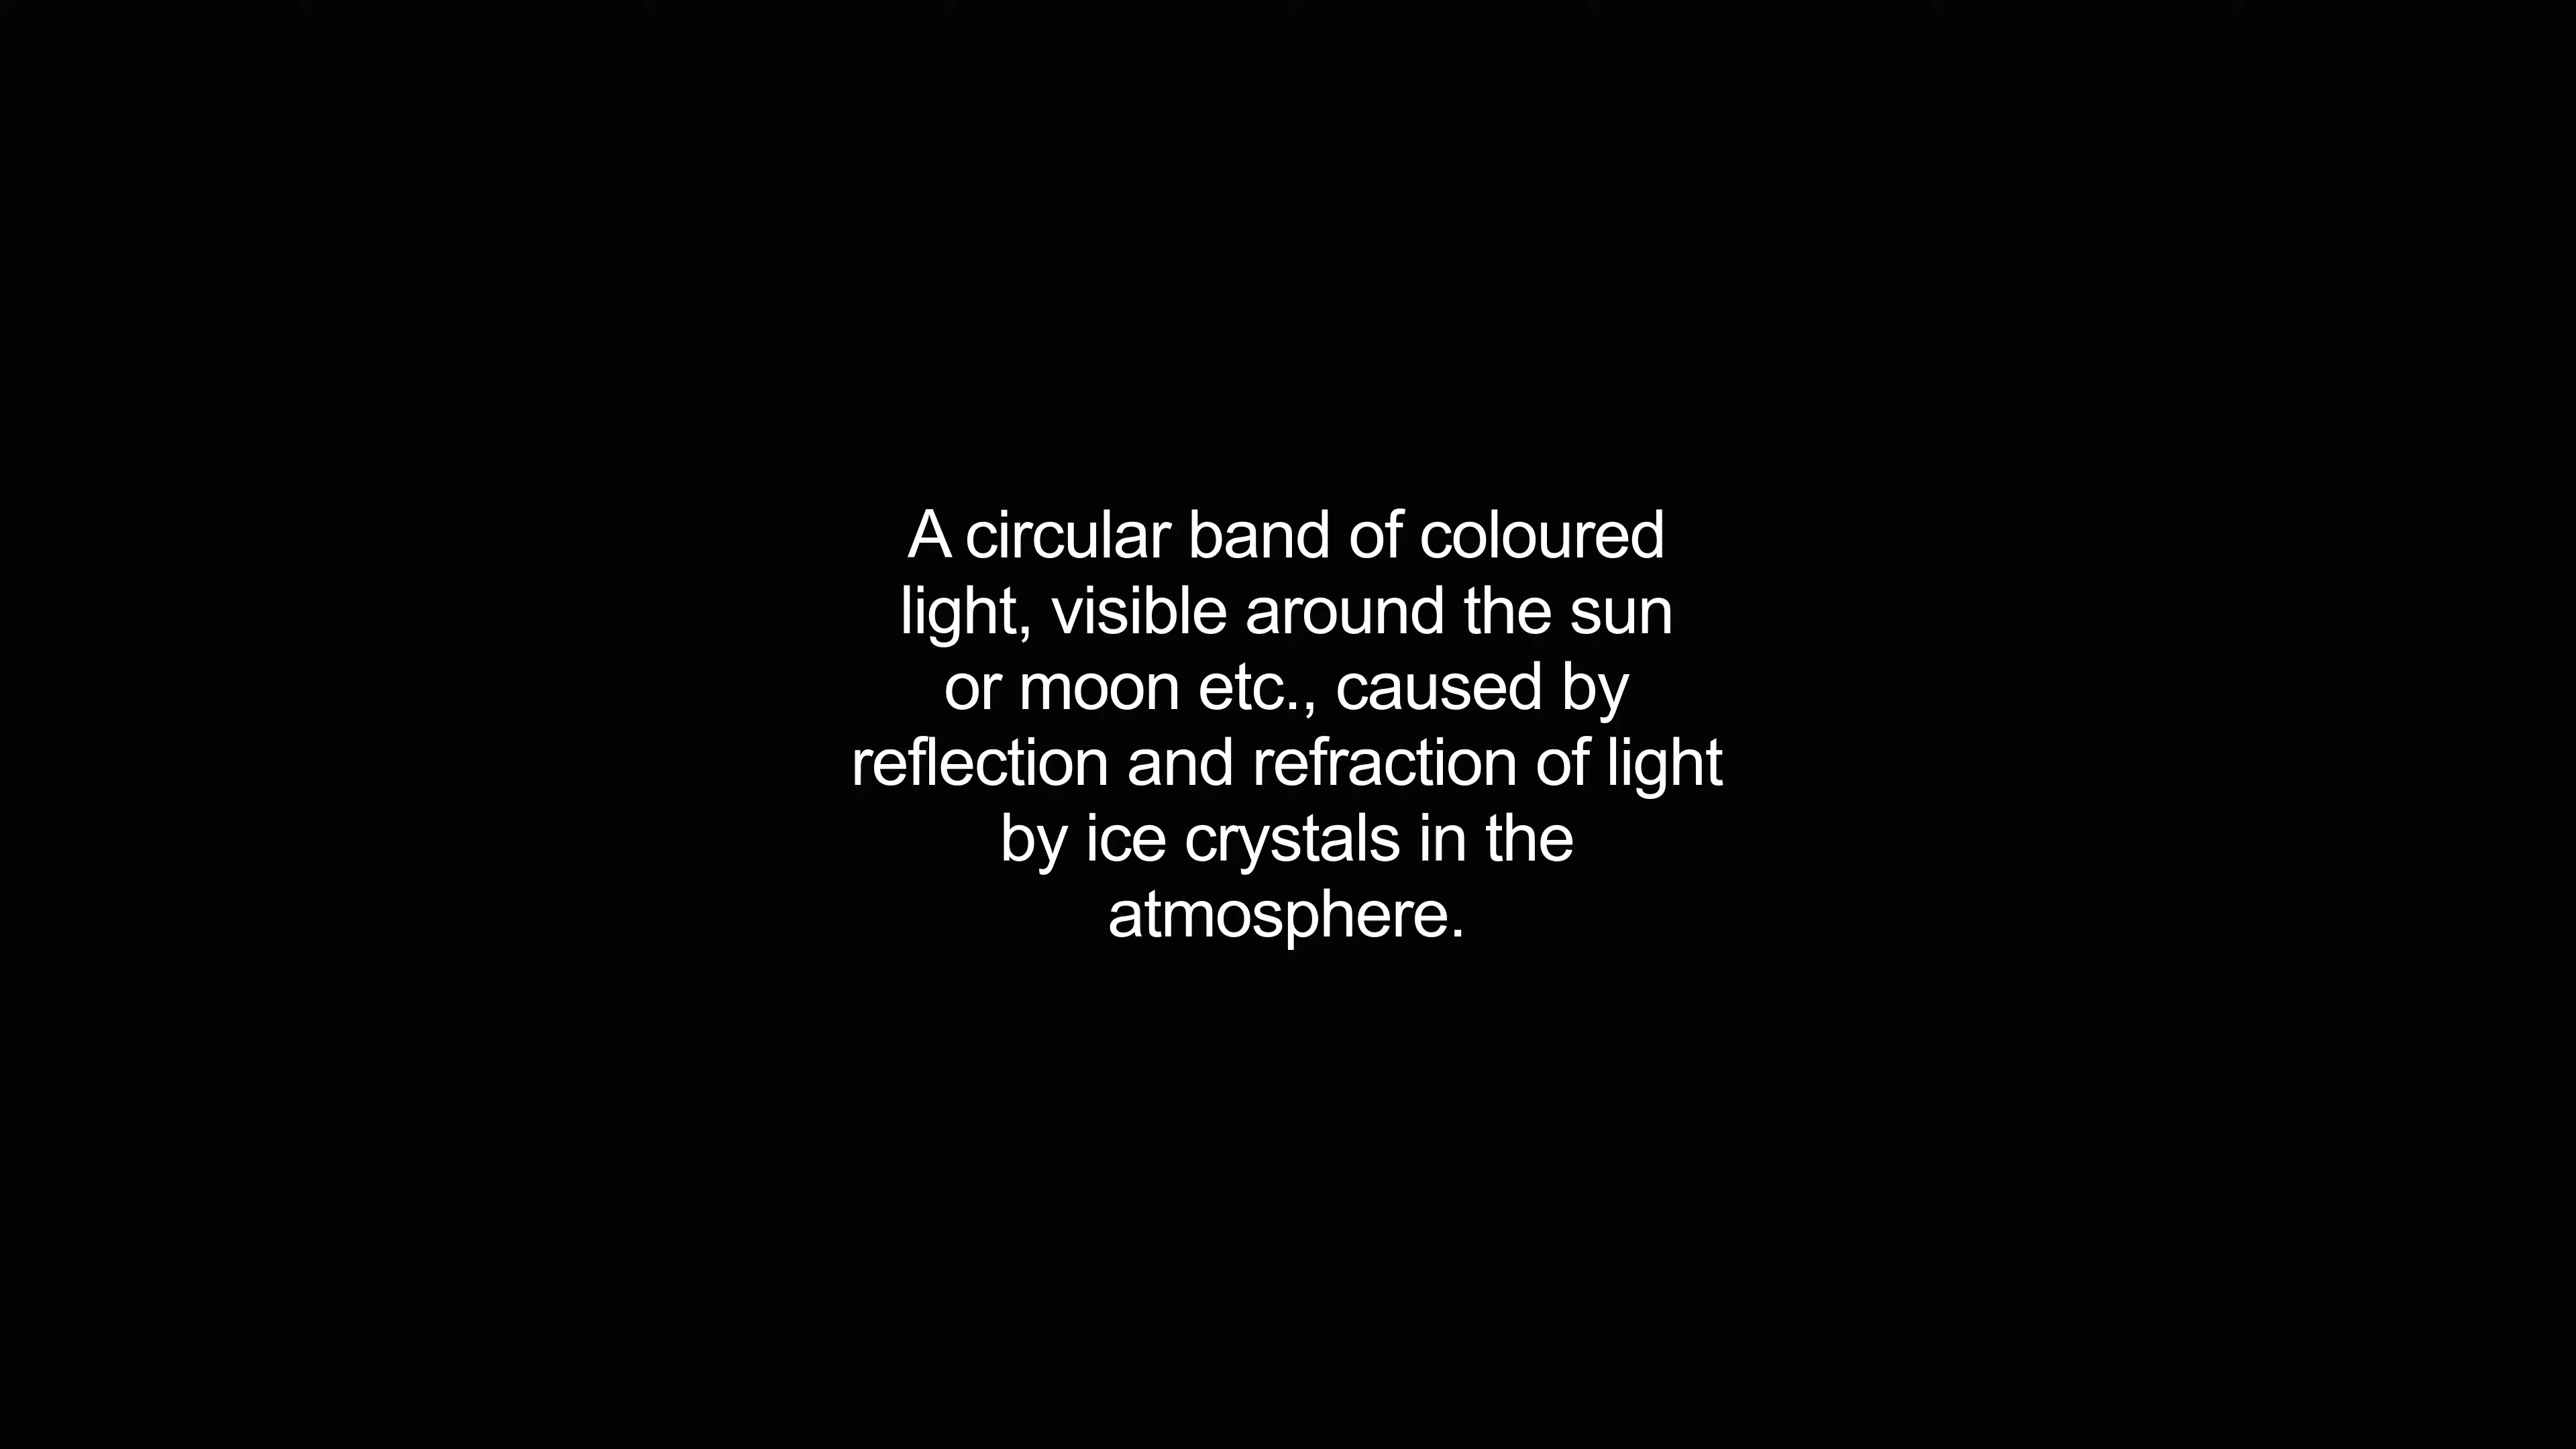 A circular band of coloured
light, visible around the sun
or moon etc., caused by
reflection and refraction of light
by ice crystals in the
atmosphere.